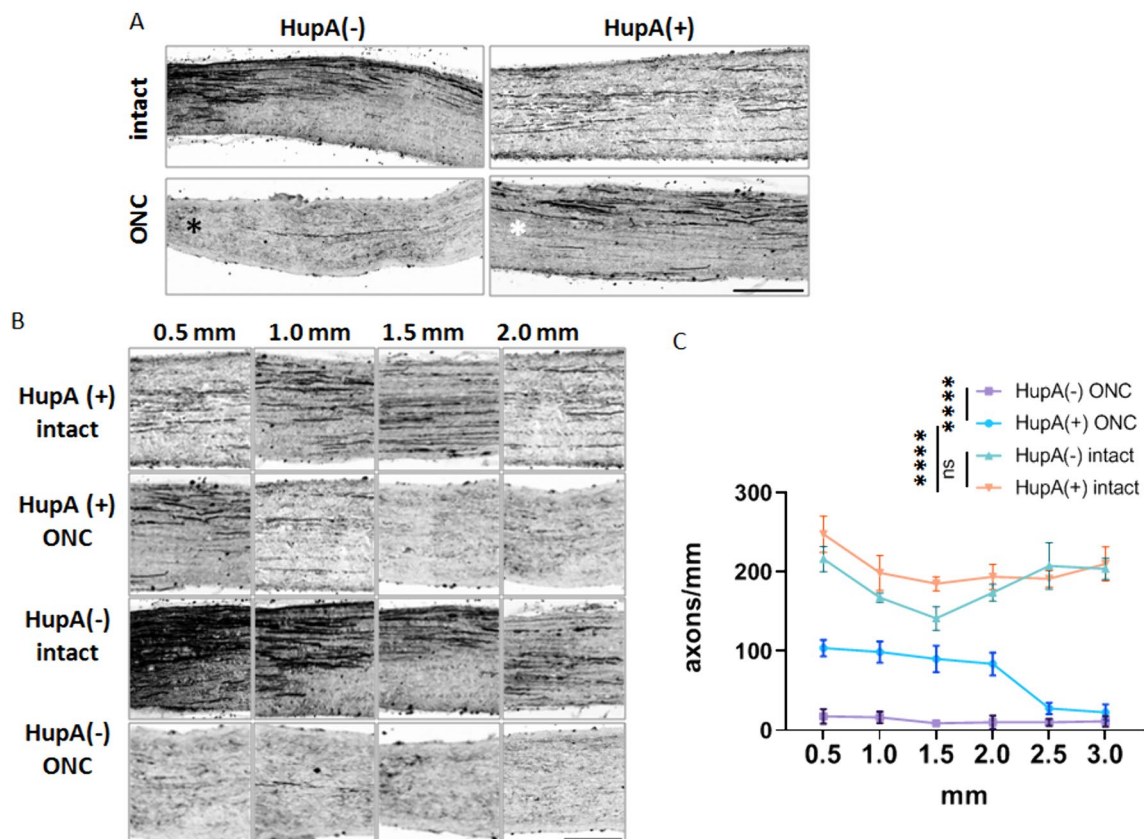 A
HupA(-)
HupA(+)
intact
ONC
*
*
B
0.5 mm
1.0 mm
1.5 mm
2.0 mm
HupA (+)
intact
HupA (+)
ONC
HupA(-)
intact
HupA(-)
ONC
C
****
****
ns
HupA(-) ONC
HupA(+) ONC
HupA(-) intact
HupA(+) intact
300
200
100
0
axons/mm
0.5 1.0 1.5 2.0 2.5 3.0
mm